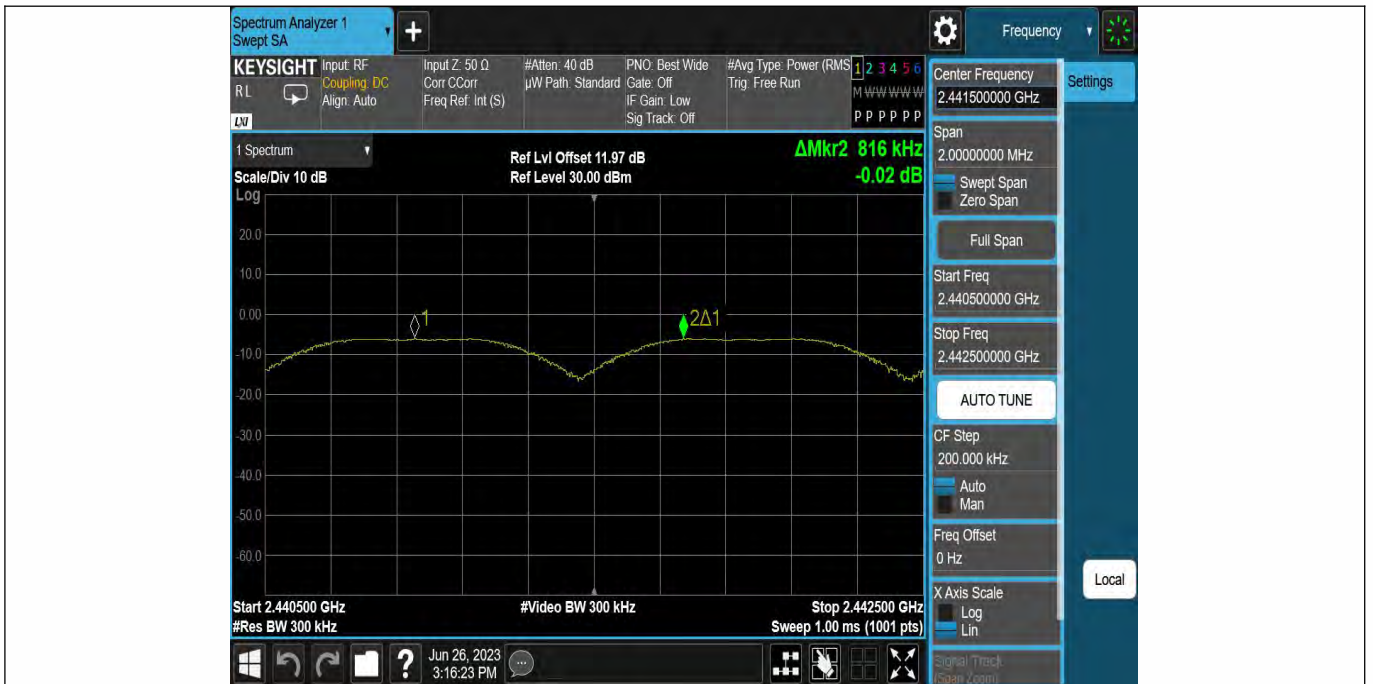 Spectrum Analyzer 1
Swept SA
+
Frequency
KEYSIGHT
RL
LXI
Input: RF
Coupling: DC
Align: Auto
Input Z: 50 Ω
Corr CCorr
Freq Ref: Int (S)
#Atten: 40 dB
µW Path: Standard
PNO: Best Wide
Gate: Off
IF Gain: Low
Sig Track: Off
#Avg Type: Power (RMS
Trig: Free Run
1 2 3 4 5 6
M W W W W W
P P P P P P
1 Spectrum
Scale/Div 10 dB
Log
Ref Lvl Offset 11.97 dB
Ref Level 30.00 dBm
ΔMkr2 816 kHz
-0.02 dB
20.0
10.0
0.00
-10.0
-20.0
-30.0
-40.0
-50.0
-60.0
1
2Δ1
Start 2.440500 GHz
#Res BW 300 kHz
#Video BW 300 kHz
Stop 2.442500 GHz
Sweep 1.00 ms (1001 pts)
Center Frequency
2.441500000 GHz
Settings
Span
2.00000000 MHz
Swept Span
Zero Span
Full Span
Start Freq
2.440500000 GHz
Stop Freq
2.442500000 GHz
AUTO TUNE
CF Step
200.000 kHz
Auto
Man
Freq Offset
0 Hz
X Axis Scale
Log
Lin
Signal Track
(Span Zoom)
Local
?
Jun 26, 2023
3:16:23 PM